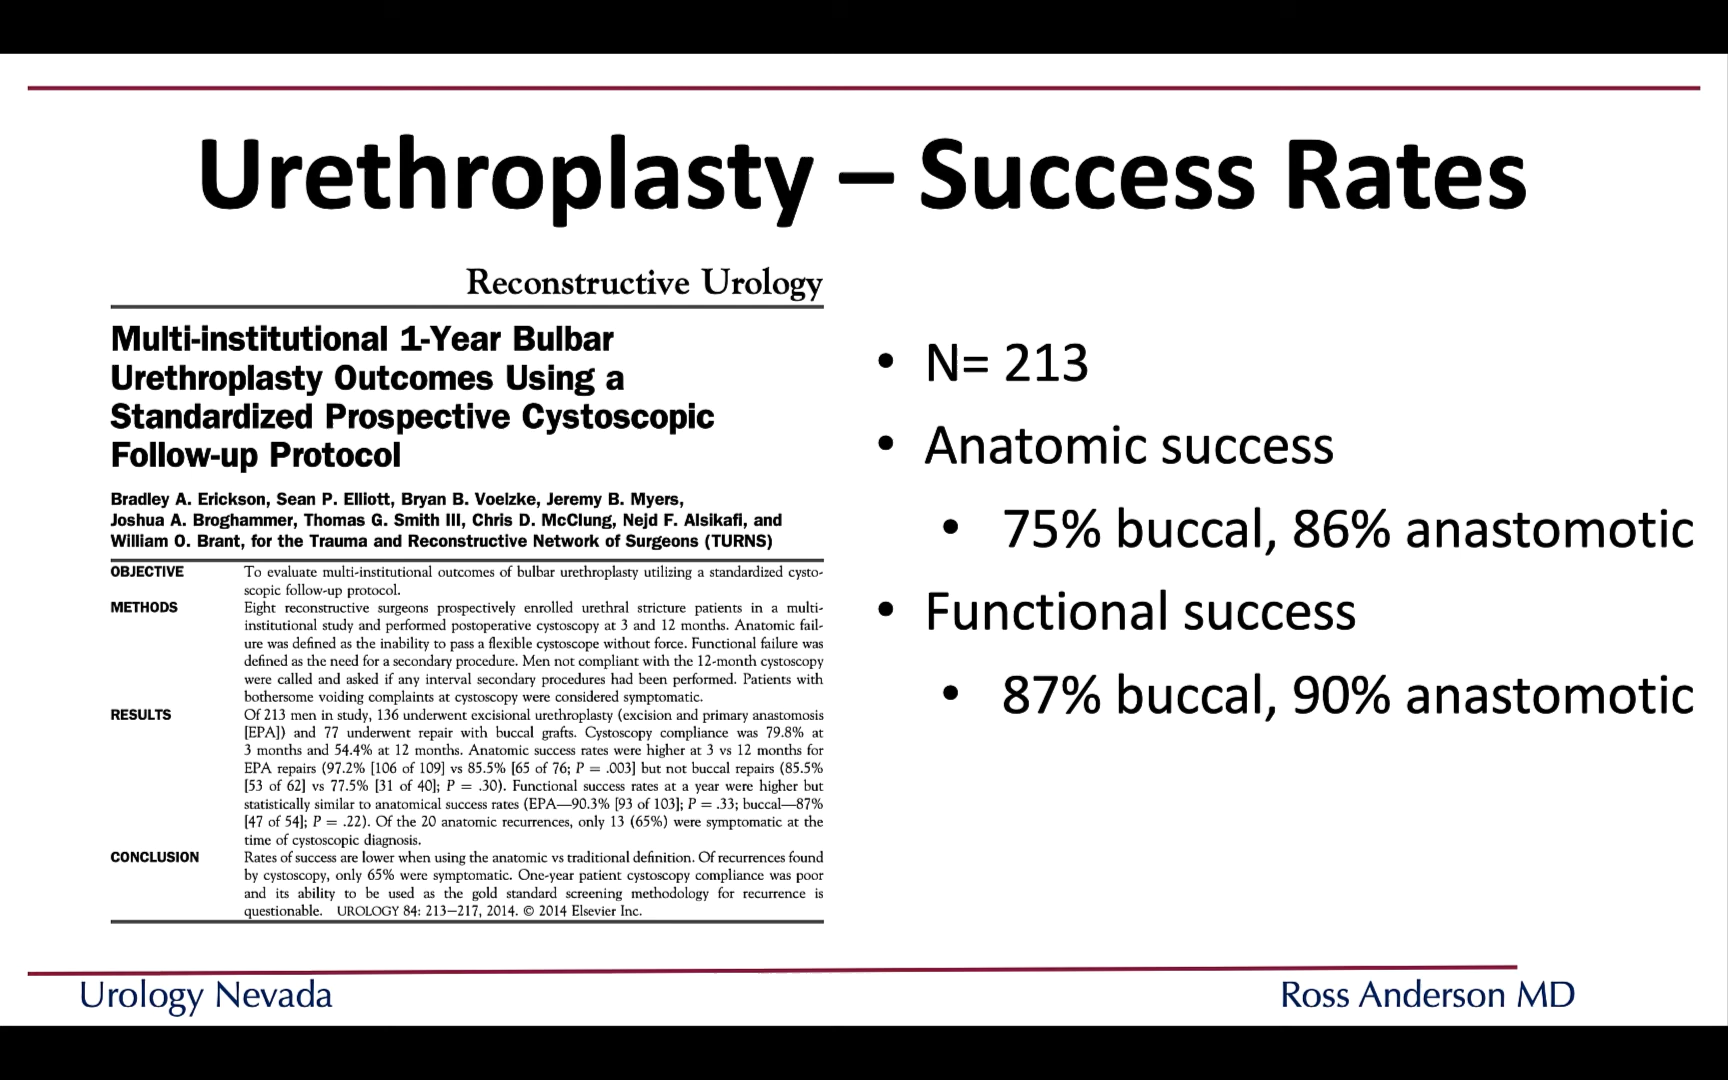 Urethroplasty – Success Rates
Reconstructive Urology
Multi-institutional 1-Year Bulbar
Urethroplasty Outcomes Using a
Standardized Prospective Cystoscopic
Follow-up Protocol
Bradley A. Erickson, Sean P. Elliott, Bryan B. Voelzke, Jeremy B. Myers,
Joshua A. Broghammer, Thomas G. Smith III, Chris D. McClung, Nejd F. Alsikafi, and
William O. Brant, for the Trauma and Reconstructive Network of Surgeons (TURNS)
OBJECTIVE To evaluate multi-institutional outcomes of bulbar urethroplasty utilizing a standardized cysto-
scopic follow-up protocol.
METHODS Eight reconstructive surgeons prospectively enrolled urethral stricture patients in a multi-
institutional study and performed postoperative cystoscopy at 3 and 12 months. Anatomic fail-
ure was defined as the inability to pass a flexible cystoscope without force. Functional failure was
defined as the need for a secondary procedure. Men not compliant with the 12-month cystoscopy
were called and asked if any interval secondary procedures had been performed. Patients with
bothersome voiding complaints at cystoscopy were considered symptomatic.
RESULTS Of 213 men in study, 136 underwent excisional urethroplasty (excision and primary anastomosis
[EPA]) and 77 underwent repair with buccal grafts. Cystoscopy compliance was 79.8% at
3 months and 54.4% at 12 months. Anatomic success rates were higher at 3 vs 12 months for
EPA repairs (97.2% [106 of 109] vs 85.5% [65 of 76; P = .003] but not buccal repairs (85.5%
[53 of 62] vs 77.5% [31 of 40]; P = .30). Functional success rates at a year were higher but
statistically similar to anatomical success rates (EPA—90.3% [93 of 103]; P = .33; buccal—87%
[47 of 54]; P = .22). Of the 20 anatomic recurrences, only 13 (65%) were symptomatic at the
time of cystoscopic diagnosis.
CONCLUSION Rates of success are lower when using the anatomic vs traditional definition. Of recurrences found
by cystoscopy, only 65% were symptomatic. One-year patient cystoscopy compliance was poor
and its ability to be used as the gold standard screening methodology for recurrence is
questionable. UROLOGY 84: 213–217, 2014. © 2014 Elsevier Inc.
• N= 213
• Anatomic success
• 75% buccal, 86% anastomotic
• Functional success
• 87% buccal, 90% anastomotic
Urology Nevada
Ross Anderson MD